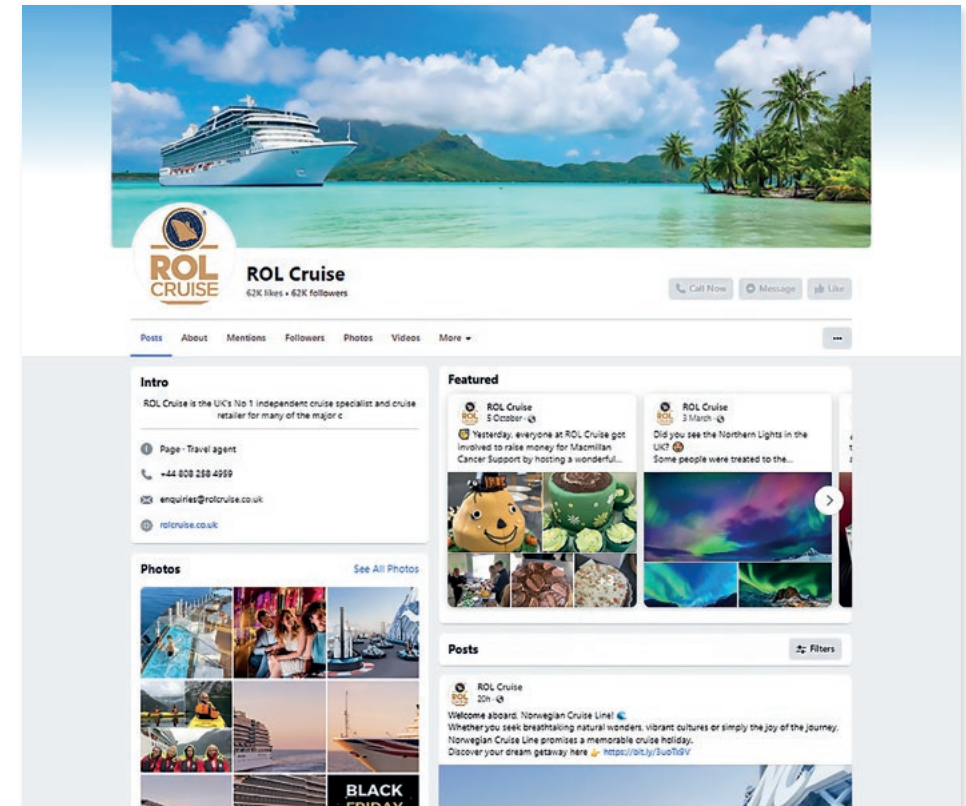 ROL
CRUISE
ROL Cruise
62K likes • 62K followers
Call Now
Message
Like
Posts
About
Mentions
Followers
Photos
Videos
More
Intro
ROL Cruise is the UK's No 1 independent cruise specialist and cruise
retailer for many of the major c
Page · Travel agent
+44 808 258 4959
enquiries@rolcruise.co.uk
rolcruise.co.uk
Photos
See All Photos
BLACK
FRIDAY
Featured
ROL Cruise
5 October ·
Yesterday, everyone at ROL Cruise got
involved to raise money for Macmillan
Cancer Support by hosting a wonderful...
ROL Cruise
3 March ·
Did you see the Northern Lights in the
UK?
Some people were treated to the...
Posts
Filters
ROL Cruise
20h ·
Welcome aboard, Norwegian Cruise Line!
Whether you seek breathtaking natural wonders, vibrant cultures or simply the joy of the journey,
Norwegian Cruise Line promises a memorable cruise holiday.
Discover your dream getaway here https://bit.ly/3uoTk9V